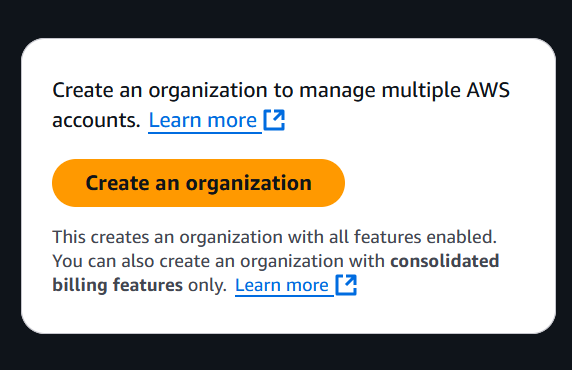 Create an organization to manage multiple AWS
accounts. Learn more
Create an organization
This creates an organization with all features enabled.
You can also create an organization with consolidated
billing features only. Learn more